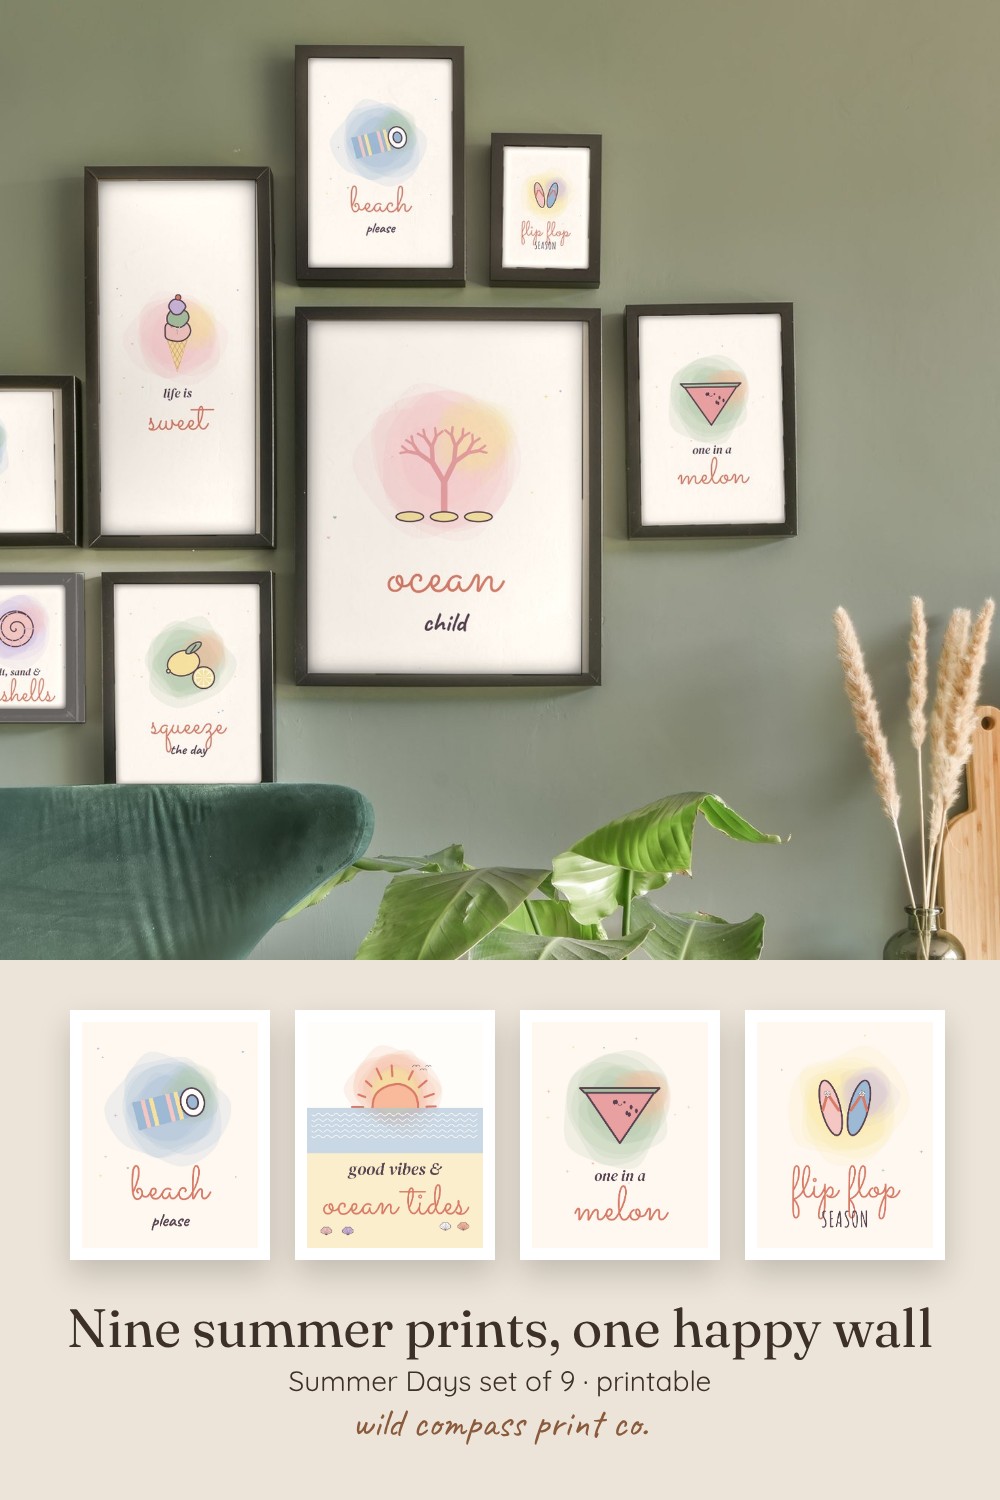 beach
please
flip flop
SEASON
life is
sweet
one in a
melon
ocean
child
sand &
shells
squeeze
the day
beach
please
good vibes &
ocean tides
one in a
melon
flip flop
SEASON
Nine summer prints, one happy wall
Summer Days set of 9 · printable
wild compass print co.